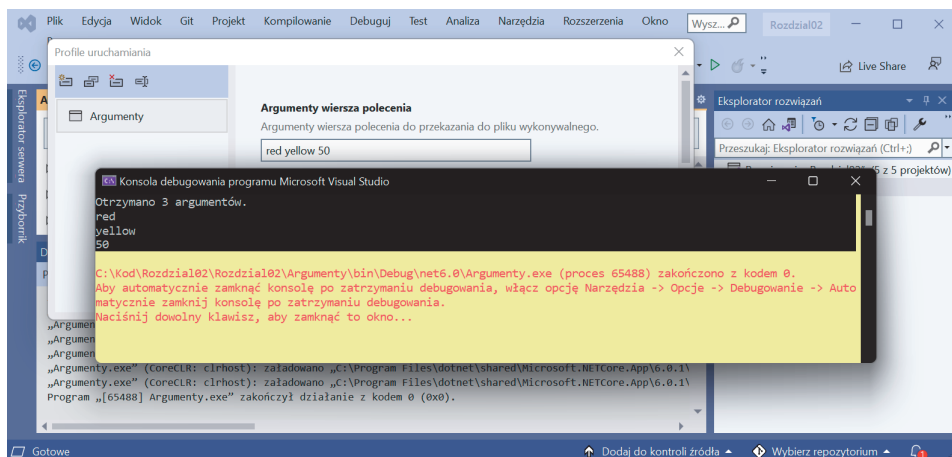 Plik Edycja Widok Git Projekt Kompilowanie Debuguj Test Analiza Narzędzia Rozszerzenia Okno Wysz... Rozdzial02
Profile uruchamiania
Live Share
Eksplorator serwera
Przybornik
Argumenty
Argumenty wiersza polecenia
Argumenty wiersza polecenia do przekazania do pliku wykonywalnego.
red yellow 50
Eksplorator rozwiązań
Przeszukaj: Eksplorator rozwiązań (Ctrl+;)
(5 z 5 projektów)
Konsola debugowania programu Microsoft Visual Studio
Otrzymano 3 argumentów.
red
yellow
50
C:\Kod\Rozdzial02\Rozdzial02\Argumenty\bin\Debug\net6.0\Argumenty.exe (proces 65488) zakończono z kodem 0.
Aby automatycznie zamknąć konsolę po zatrzymaniu debugowania, włącz opcję Narzędzia -> Opcje -> Debugowanie -> Auto
matycznie zamknij konsolę po zatrzymaniu debugowania.
Naciśnij dowolny klawisz, aby zamknąć to okno...
„Argumen
„Argumen
„Argumen
„Argumenty.exe” (CoreCLR: clrhost): załadowano „C:\Program Files\dotnet\shared\Microsoft.NETCore.App\6.0.1\
„Argumenty.exe” (CoreCLR: clrhost): załadowano „C:\Program Files\dotnet\shared\Microsoft.NETCore.App\6.0.1\
Program „[65488] Argumenty.exe” zakończył działanie z kodem 0 (0x0).
Gotowe
Dodaj do kontroli źródła
Wybierz repozytorium
1